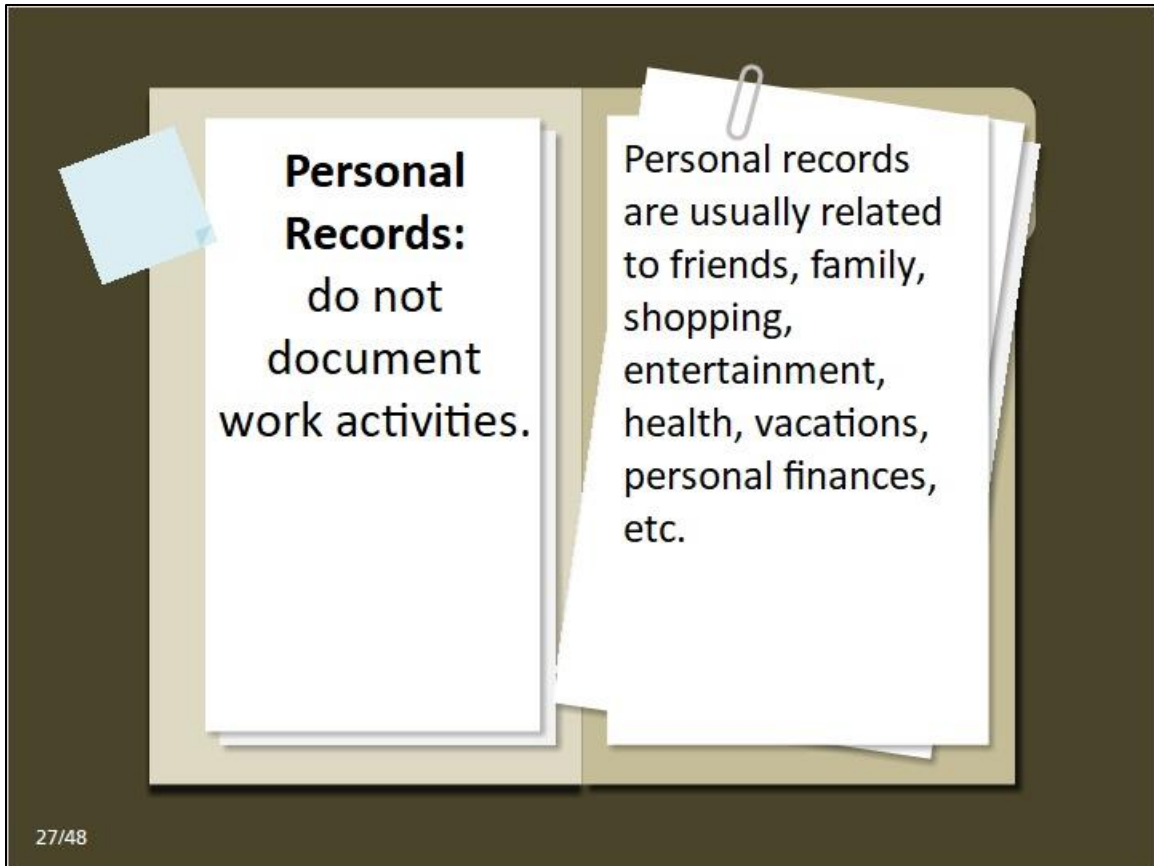 Personal
Records:
do not
document
work activities.
Personal records
are usually related
to friends, family,
shopping,
entertainment,
health, vacations,
personal finances,
etc.
27/48